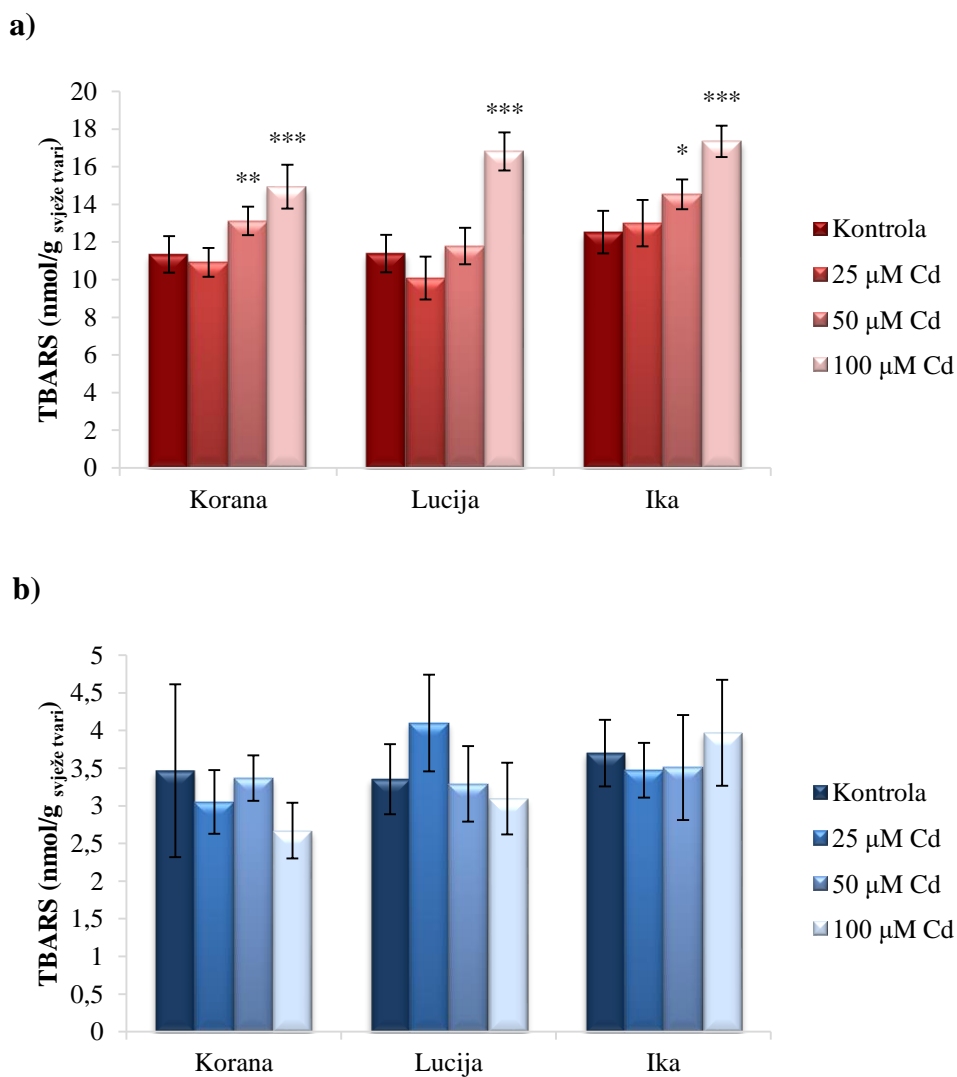 a)
TBARS (nmol/g svježe tvari)
20
18
16
14
12
10
8
6
4
2
0
**
***
***
*
***
Korana
Lucija
Ika
Kontrola
25 μM Cd
50 μM Cd
100 μM Cd
b)
TBARS (nmol/g svježe tvari)
5
4,5
4
3,5
3
2,5
2
1,5
1
0,5
0
Korana
Lucija
Ika
Kontrola
25 μM Cd
50 μM Cd
100 μM Cd